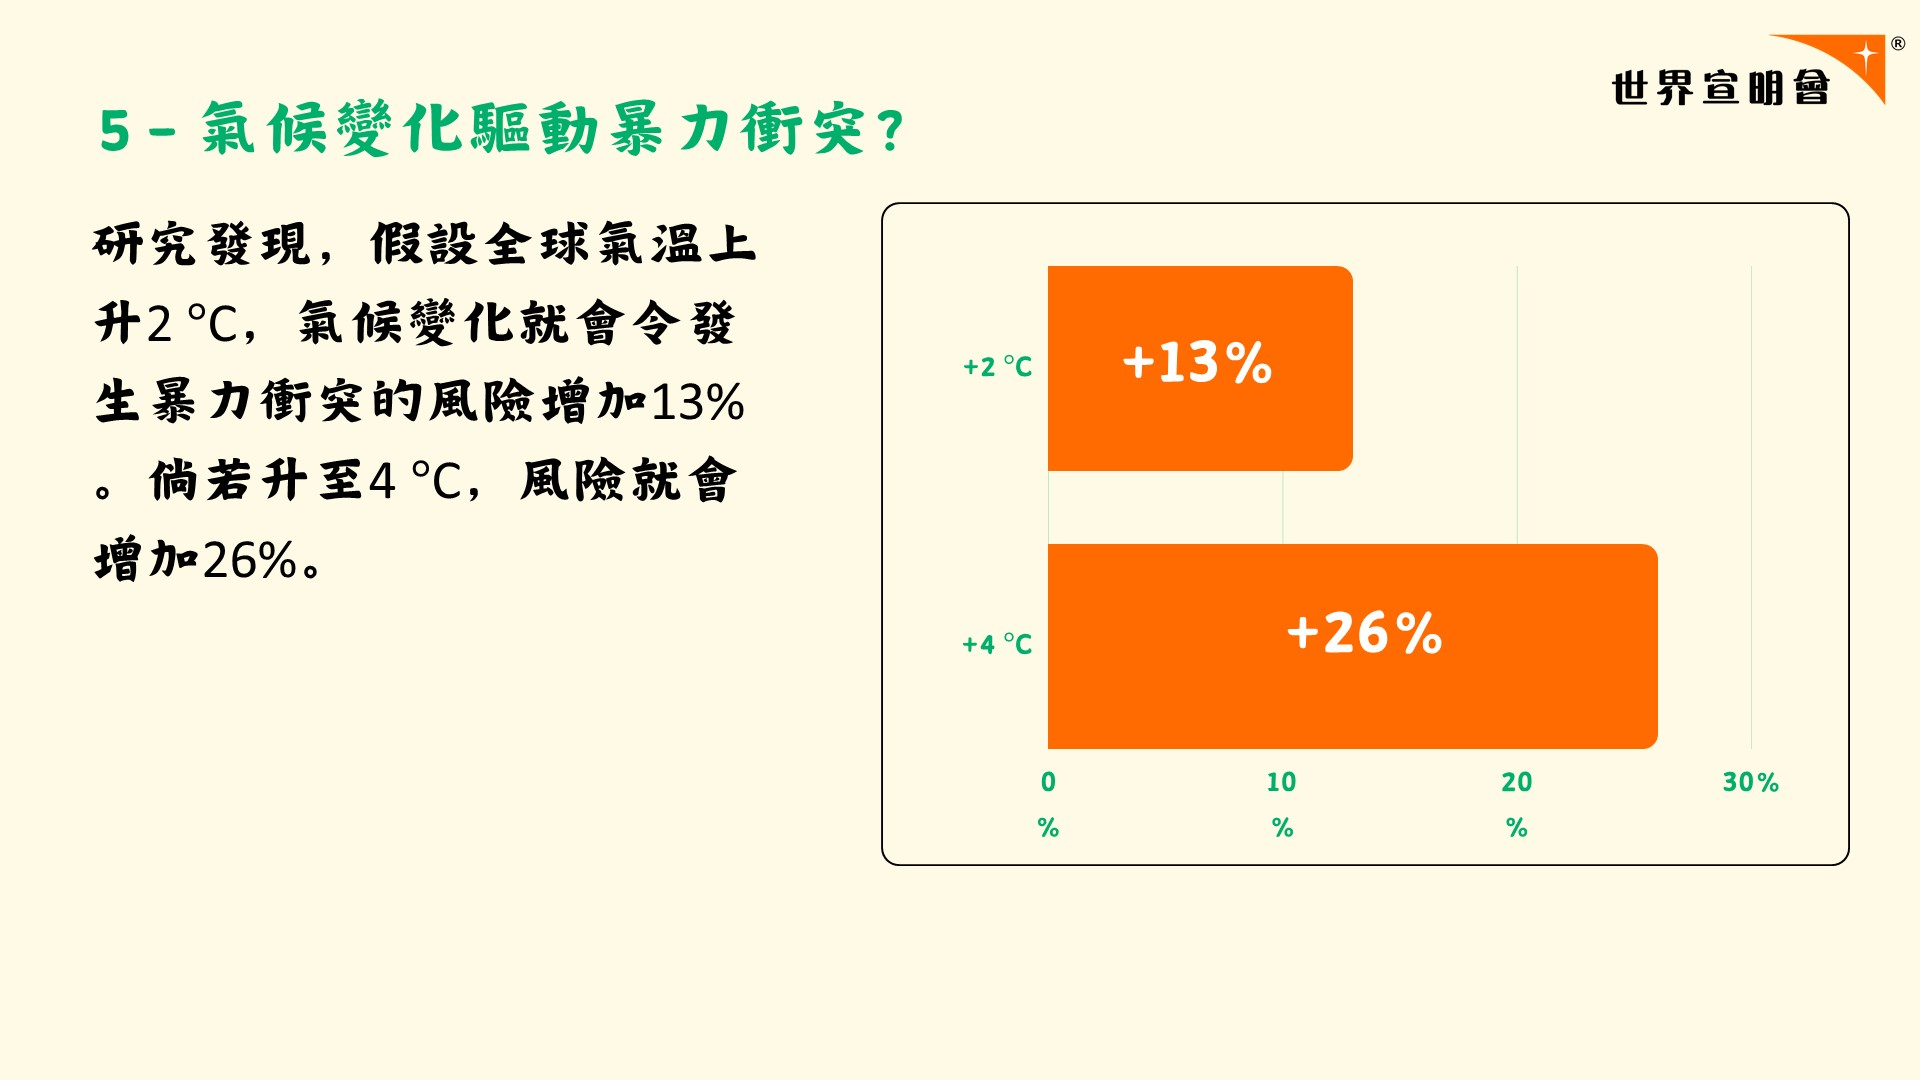 世界宣明會®
5 – 氣候變化驅動暴力衝突?
研究發現，假設全球氣溫上
升2 °C，氣候變化就會令發
生暴力衝突的風險增加13%
。倘若升至4 °C，風險就會
增加26%。
+2 °C
+13%
+4 °C
+26%
0
%
10
%
20
%
30%